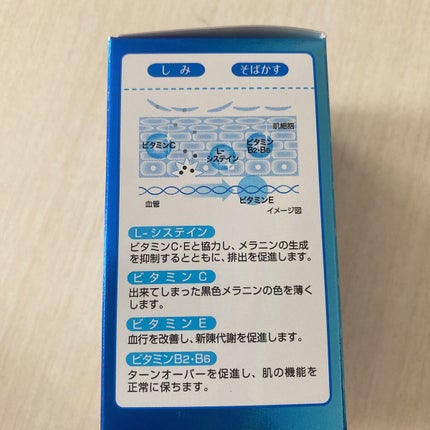 しみ そばかす
肌細胞
ビタミンC
L-
システイン
ビタミン
B2・B6
ビタミンE
血管
イメージ図
L-システイン
ビタミンC・Eと協力し、メラニンの生成
を抑制するとともに、排出を促進します。
ビタミンC
出来てしまった黒色メラニンの色を薄く
します。
ビタミンE
血行を改善し、新陳代謝を促進します。
ビタミンB2・B6
ターンオーバーを促進し、肌の機能を
正常に保ちます。